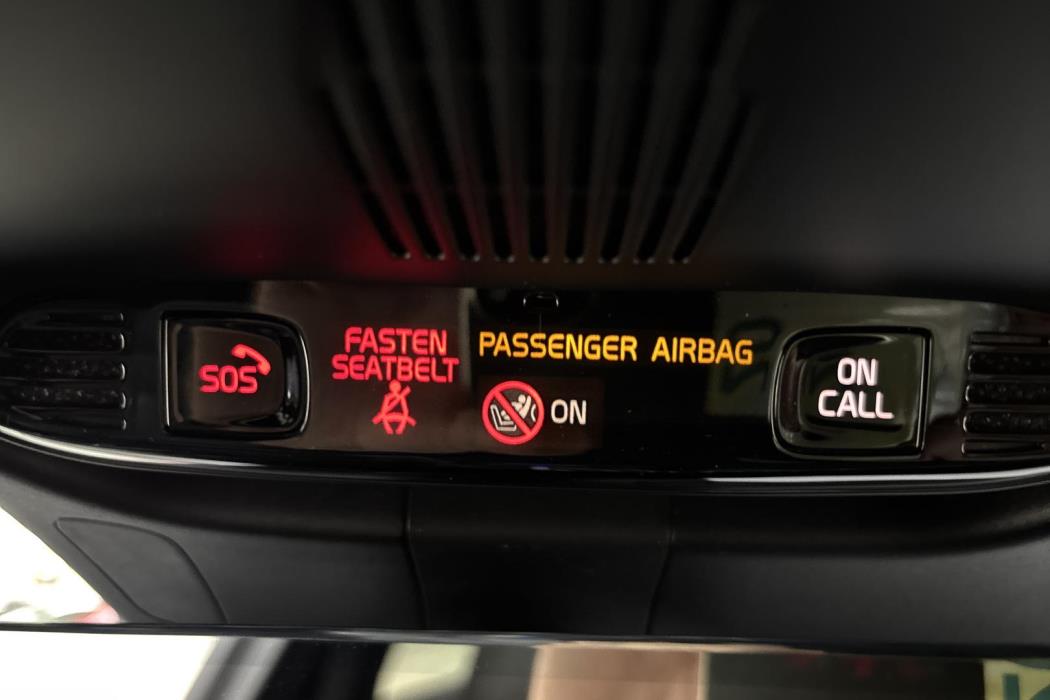 SOS
FASTEN
SEATBELT
PASSENGER AIRBAG
ON
ON
CALL